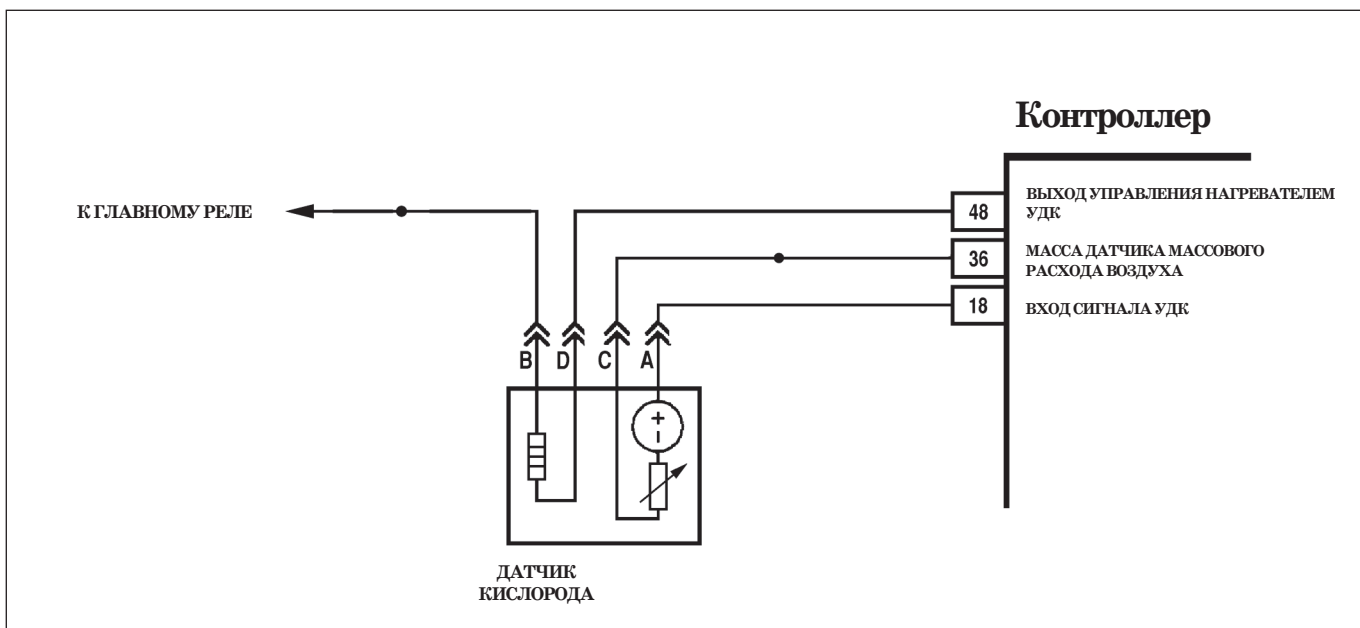 Контроллер
К ГЛАВНОМУ РЕЛЕ
48
ВЫХОД УПРАВЛЕНИЯ НАГРЕВАТЕЛЕМ
УДК
36
МАССА ДАТЧИКА МАССОВОГО
РАСХОДА ВОЗДУХА
18
ВХОД СИГНАЛА УДК
B D C A
ДАТЧИК
КИСЛОРОДА